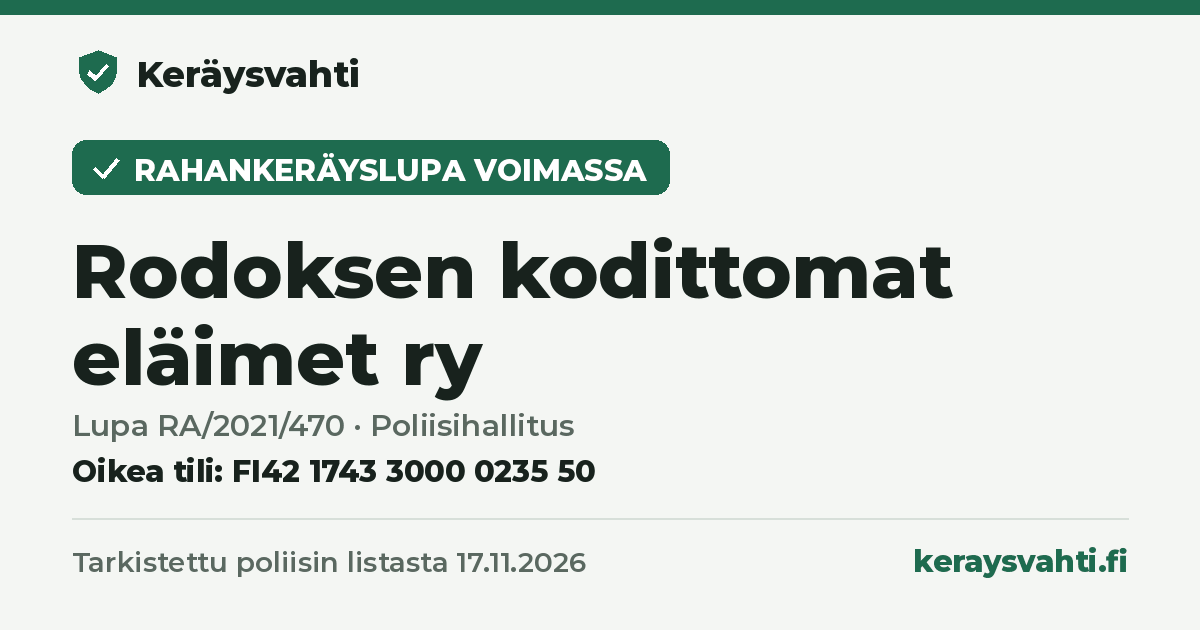 Keräysvahti
RAHANKERÄYSLUPA VOIMASSA
Rodoksen kodittomat
eläimet ry
Lupa RA/2021/470 · Poliisihallitus
Oikea tili: FI42 1743 3000 0235 50
Tarkistettu poliisin listasta 17.11.2026
keraysvahti.fi